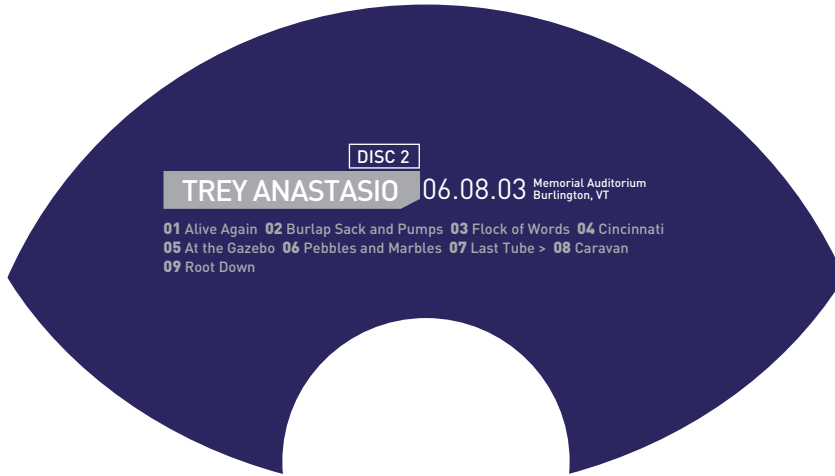 DISC 2
TREY ANASTASIO 06.08.03 Memorial Auditorium
Burlington, VT
01 Alive Again 02 Burlap Sack and Pumps 03 Flock of Words 04 Cincinnati
05 At the Gazebo 06 Pebbles and Marbles 07 Last Tube > 08 Caravan
09 Root Down